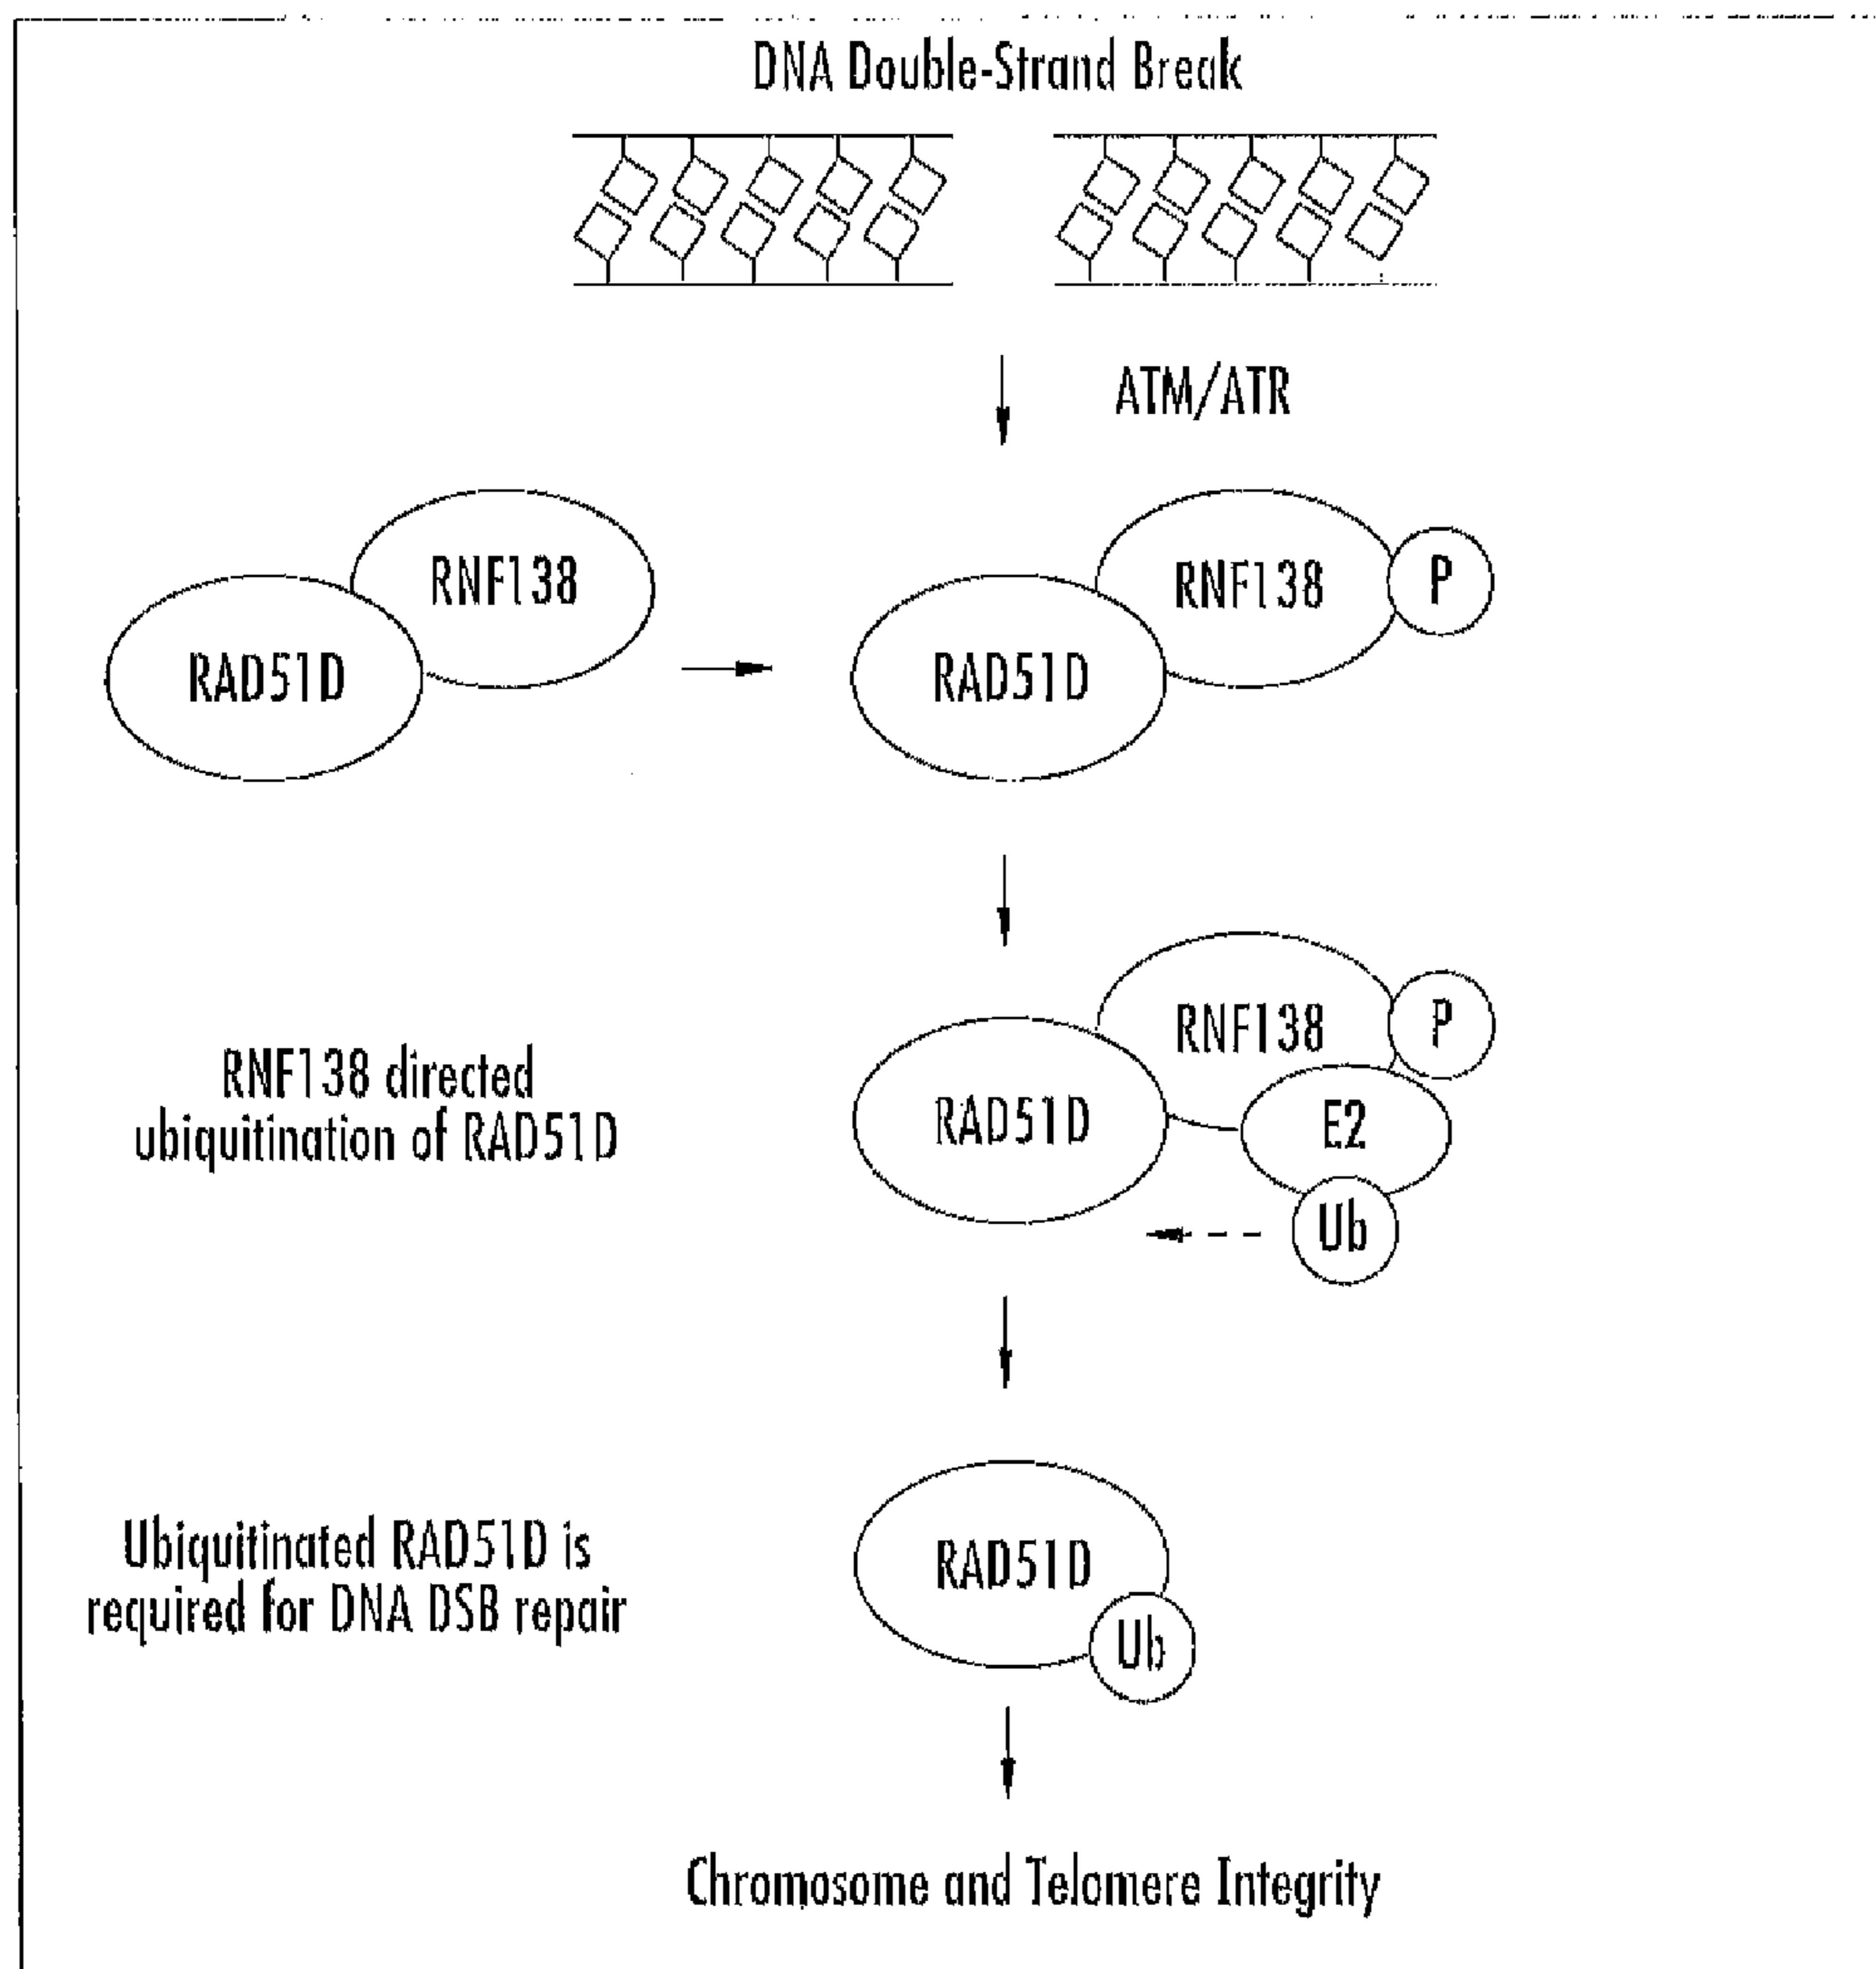 DNA Double-Strand Break
ATM/ATR
RNF138
RAD51D
RNF138
P
RAD51D
RNF138
P
RNF138 directed
ubiquitination of RAD51D
RAD51D
E2
Ub
Ubiquitinated RAD51D is
required for DNA DSB repair
RAD51D
Ub
Chromosome and Telomere Integrity